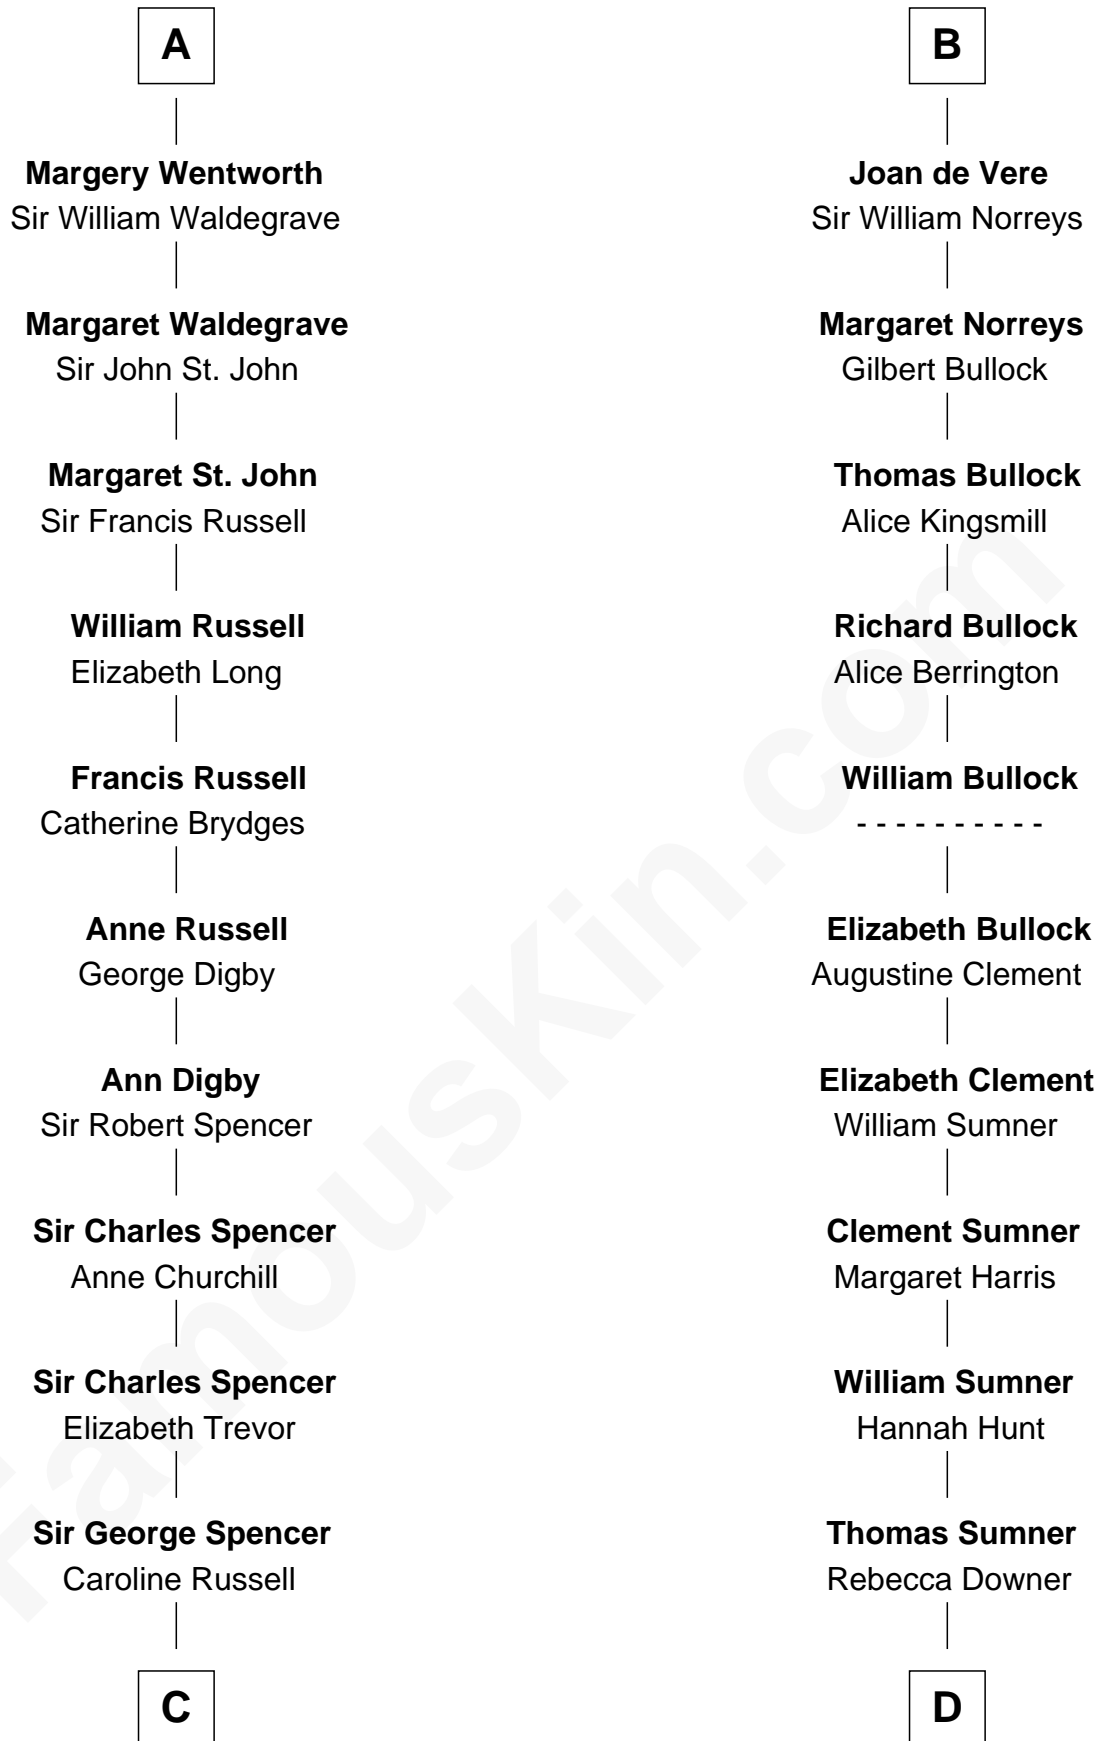 A
Margery Wentworth
Sir William Waldegrave
Margaret Waldegrave
Sir John St. John
Margaret St. John
Sir Francis Russell
William Russell
Elizabeth Long
Francis Russell
Catherine Brydges
Anne Russell
George Digby
Ann Digby
Sir Robert Spencer
Sir Charles Spencer
Anne Churchill
Sir Charles Spencer
Elizabeth Trevor
Sir George Spencer
Caroline Russell
C
B
Joan de Vere
Sir William Norreys
Margaret Norreys
Gilbert Bullock
Thomas Bullock
Alice Kingsmill
Richard Bullock
Alice Berrington
William Bullock
- - - - - - - - - -
Elizabeth Bullock
Augustine Clement
Elizabeth Clement
William Sumner
Clement Sumner
Margaret Harris
William Sumner
Hannah Hunt
Thomas Sumner
Rebecca Downer
D
FamousKin.com